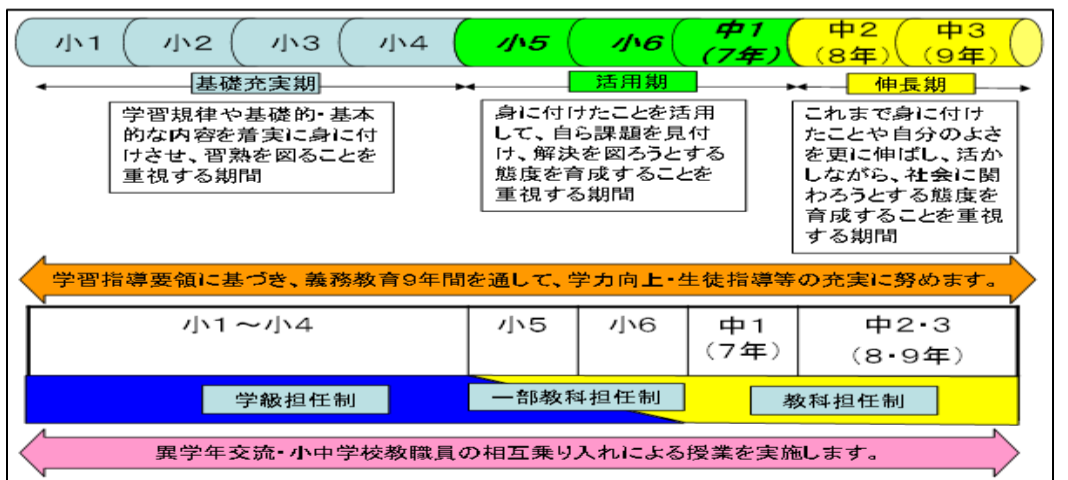 小1 小2 小3 小4 小5 小6 中1 中2 中3
(7年) (8年) (9年)
基礎充実期 活用期 伸長期
学習規律や基礎的・基本
的な内容を着実に身に付
けさせ、習熟を図ることを
重視する期間
身に付けたことを活用
して、自ら課題を見付
け、解決を図ろうとする
態度を育成することを
重視する期間
これまで身に付け
たことや自分のよさ
を更に伸ばし、活か
しながら、社会に関
わろうとする態度を
育成することを重視
する期間
学習指導要領に基づき、義務教育9年間を通して、学力向上・生徒指導等の充実に努めます。
小1~小4 小5 小6 中1 中2・3
(7年) (8・9年)
学級担任制 一部教科担任制 教科担任制
異学年交流・小中学校教職員の相互乗り入れによる授業を実施します。